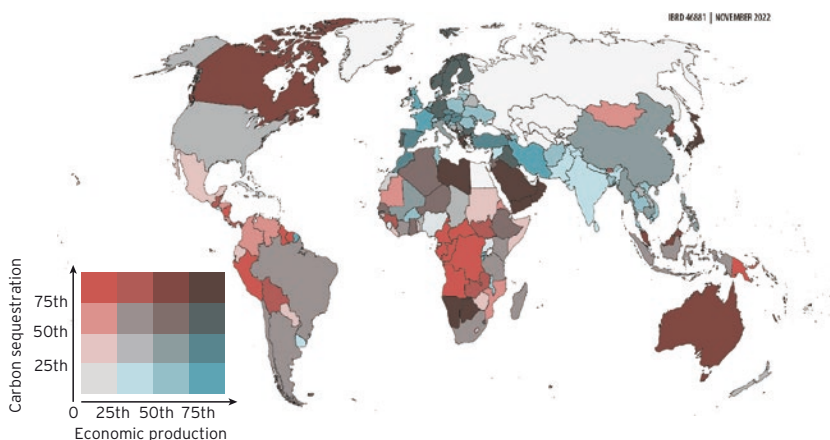 IBRD 46881 | NOVEMBER 2022
Carbon sequestration
75th
50th
25th
0 25th 50th 75th
Economic production